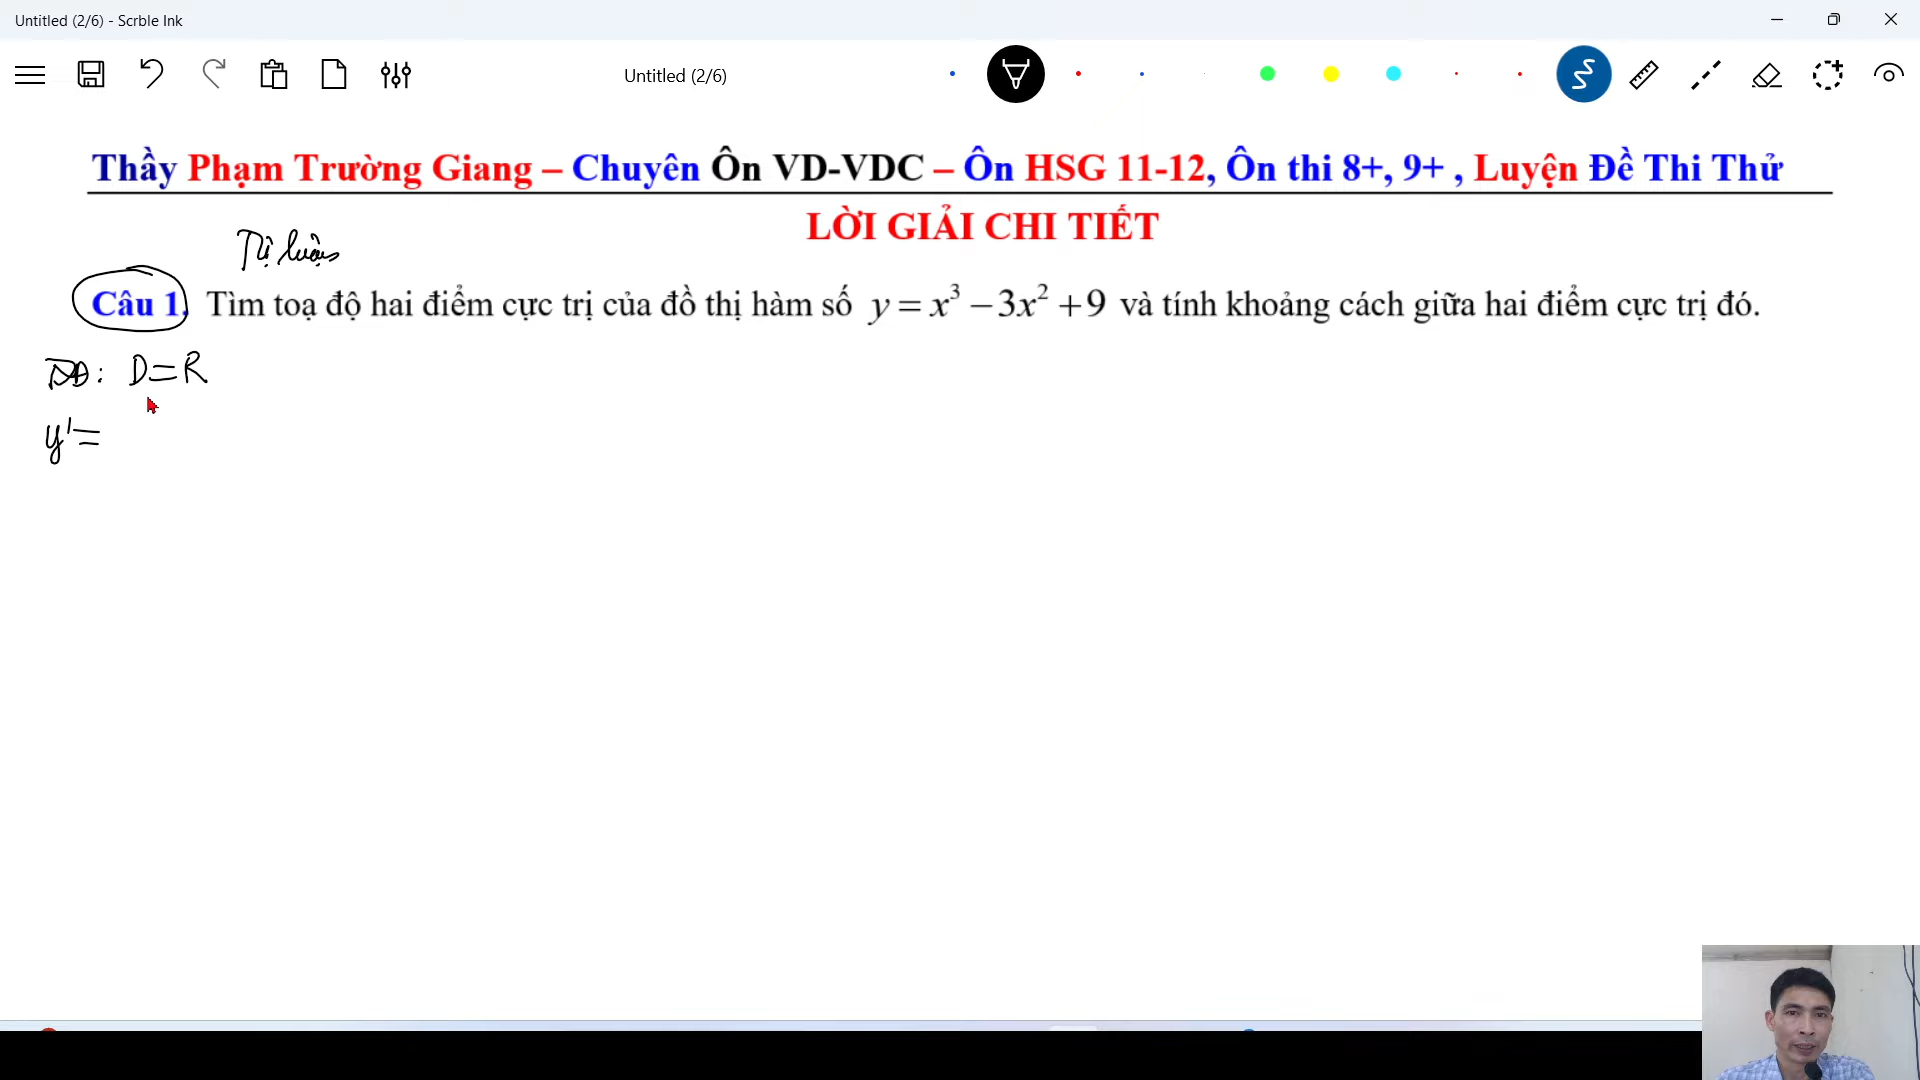 Untitled (2/6) - Scrble Ink
Untitled (2/6)
Thầy Phạm Trường Giang – Chuyên Ôn VD-VDC – Ôn HSG 11-12, Ôn thi 8+, 9+ , Luyện Đề Thi Thử
LỜI GIẢI CHI TIẾT
Tự luận
Câu 1. Tìm toạ độ hai điểm cực trị của đồ thị hàm số y = x³ − 3x² + 9 và tính khoảng cách giữa hai điểm cực trị đó.
: D=R
y'=